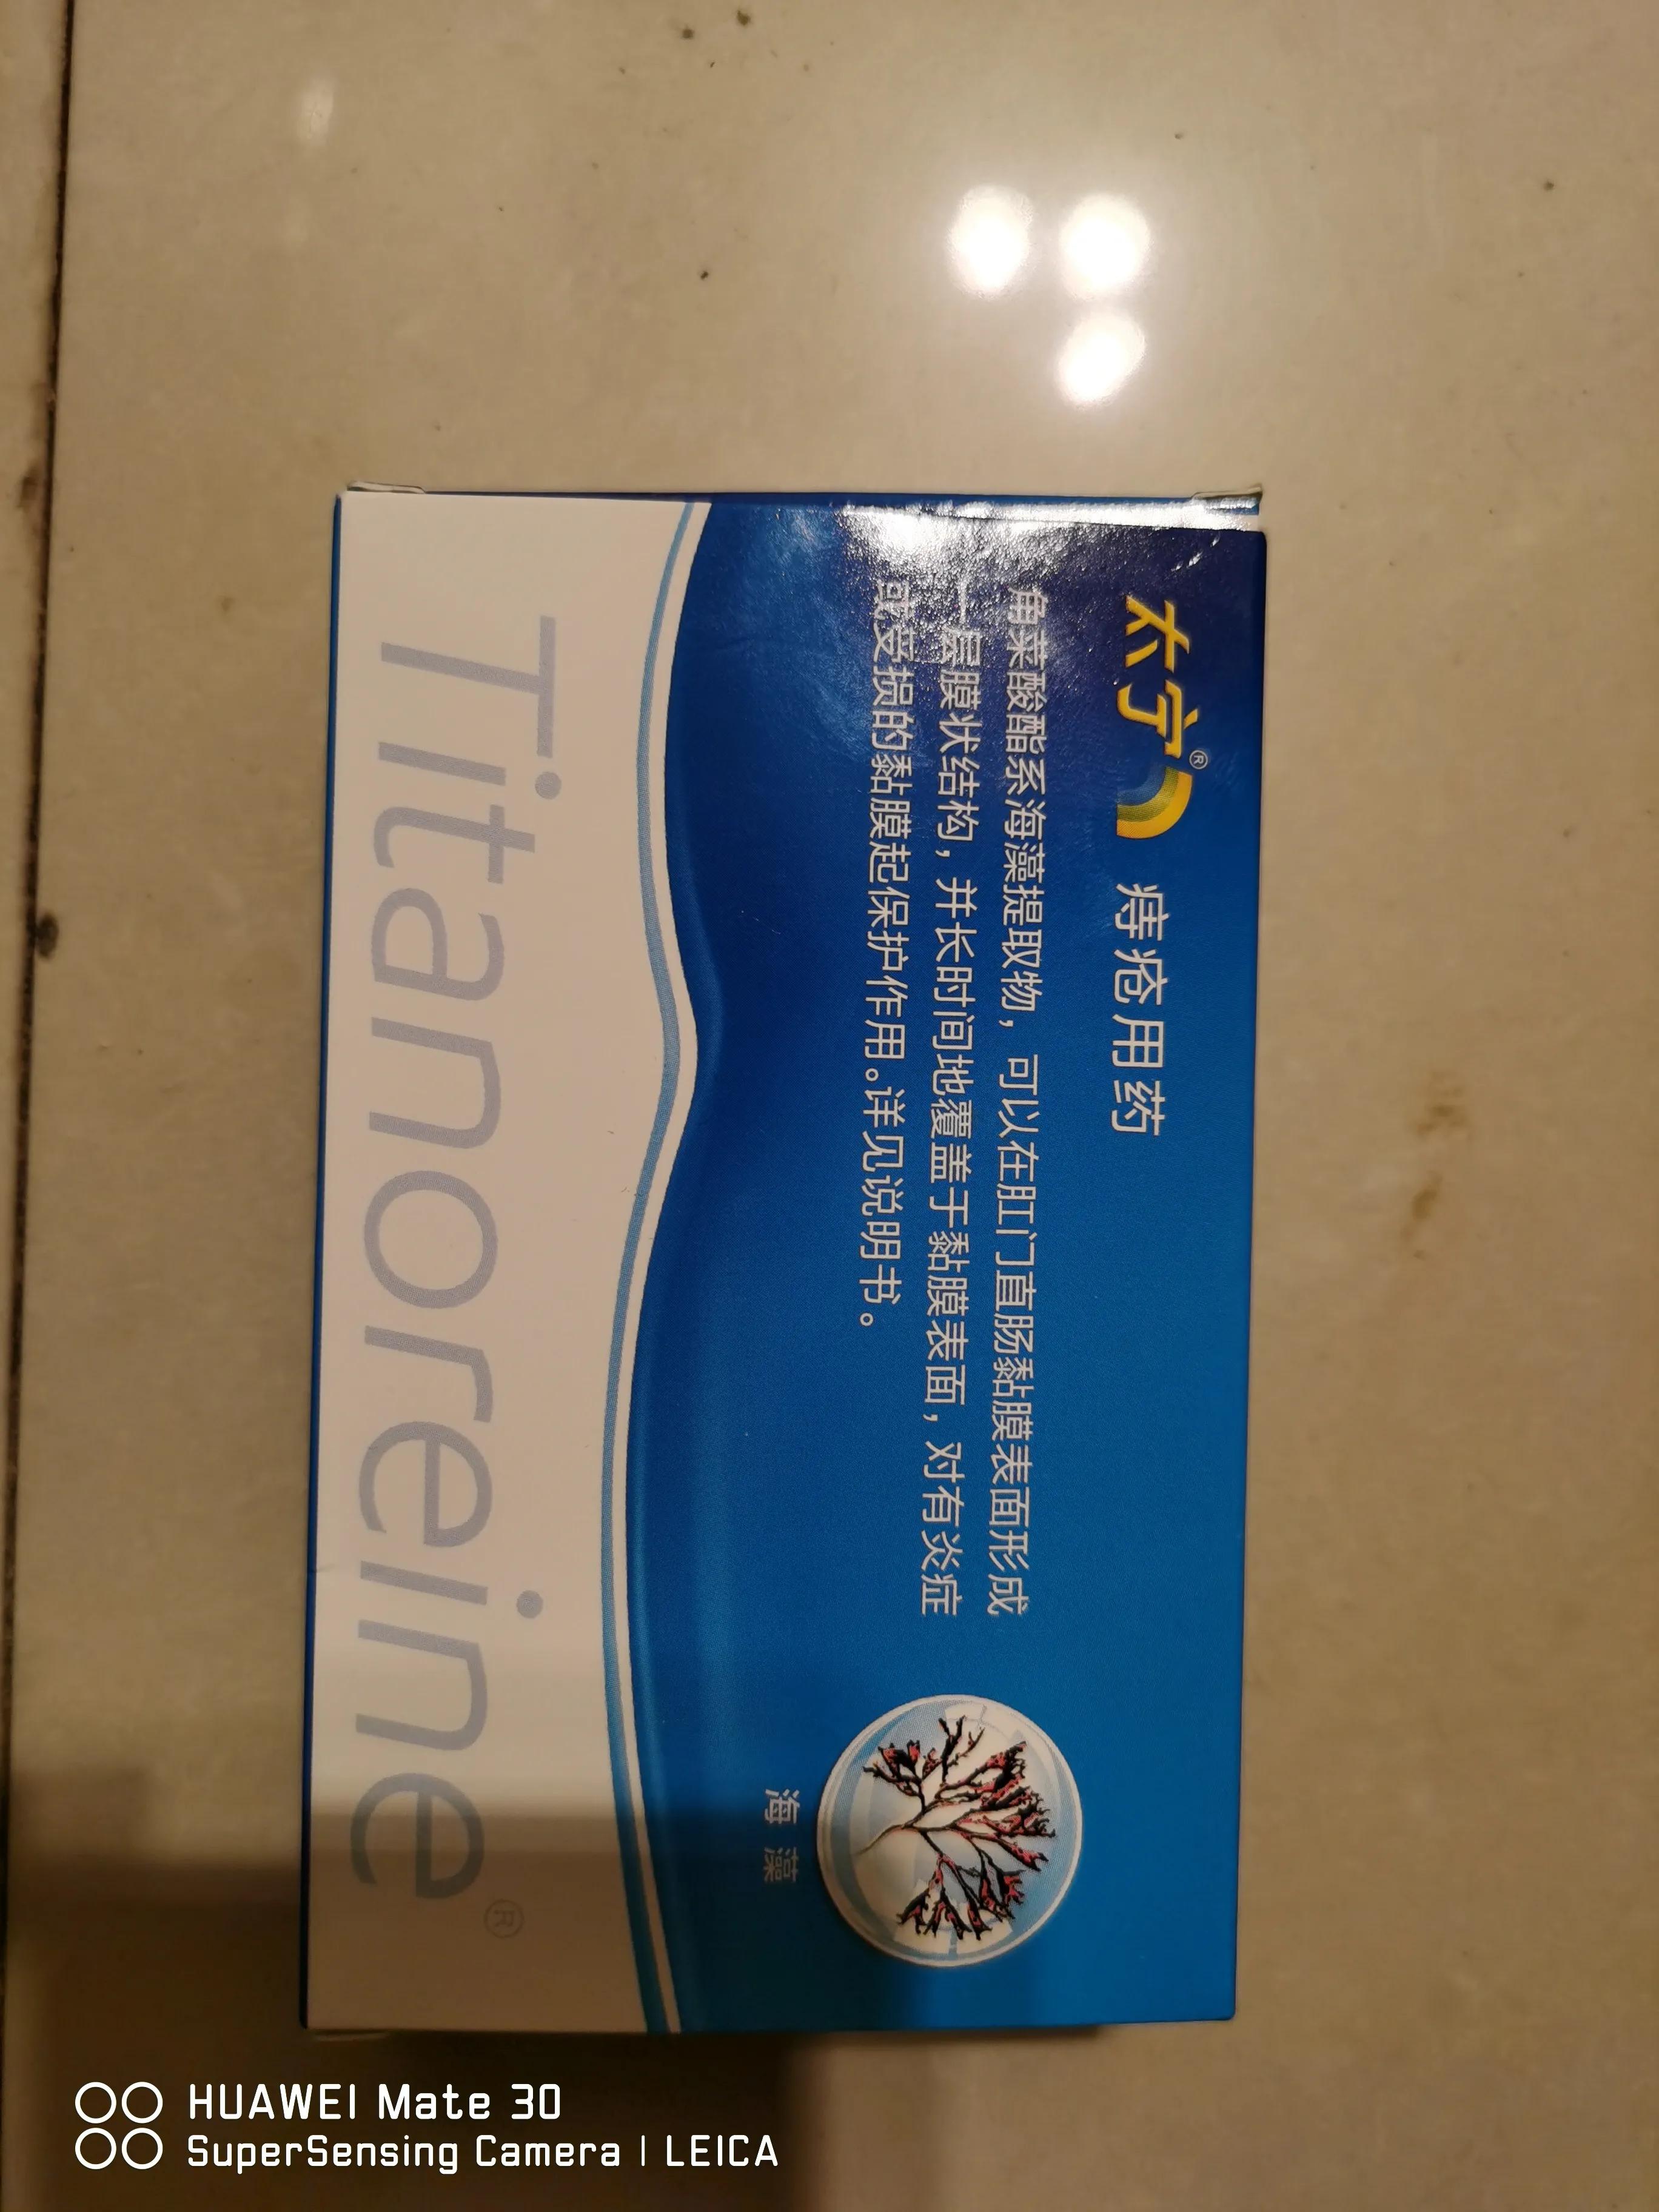 太宁® 痔疮用药
角菜酸酯系海藻提取物，可以在肛门直肠黏膜表面形成
一层膜状结构，并长时间地覆盖于黏膜表面，对有炎症
或受损的黏膜起保护作用。详见说明书。
海藻
Titanoreine®
HUAWEI Mate 30
SuperSensing Camera | LEICA